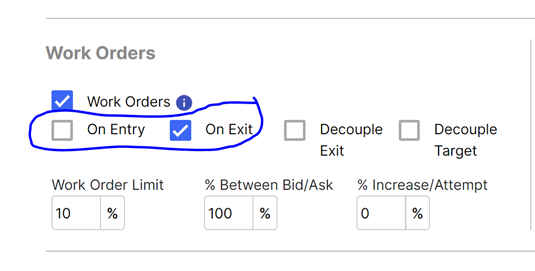 Work Orders
Work Orders i
On Entry On Exit Decouple Exit Decouple Target
Work Order Limit % Between Bid/Ask % Increase/Attempt
10 % 100 % 0 %